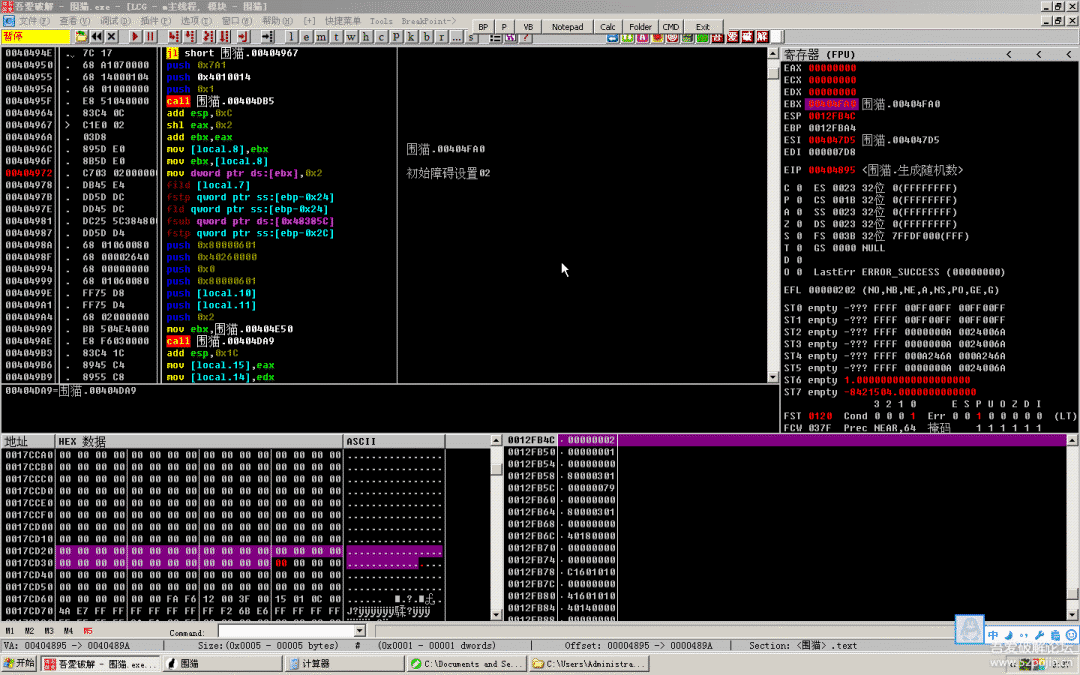 吾爱破解 - 围猫.exe - [LCG - m主线程, 模块 - 围猫]
文件(F) 查看(V) 调试(D) 插件(P) 选项(T) 窗口(W) 帮助(H) [+] 快捷菜单 Tools BreakPoint->
BP P VB Notepad Calc Folder CMD Exit
暂停 l e m t w h c P k b r ... s
0040494E . 7C 17 jl short 围猫.00404967
00404950 . 68 A1070000 push 0x7A1
00404955 . 68 14000104 push 0x4010014
0040495A . 68 01000000 push 0x1
0040495F . E8 51040000 call 围猫.00404DB5
00404964 . 83C4 0C add esp,0xC
00404967 > C1E0 02 shl eax,0x2
0040496A . 03D8 add ebx,eax
0040496C . 895D E0 mov [local.8],ebx 围猫.00404FA0
0040496F . 8B5D E0 mov ebx,[local.8]
00404972 . C703 02000000 mov dword ptr ds:[ebx],0x2 初始障碍设置02
00404978 . DB45 E4 fild [local.7]
0040497B . DD5D DC fstp qword ptr ss:[ebp-0x24]
0040497E . DD45 DC fld qword ptr ss:[ebp-0x24]
00404981 . DC25 5C384800 fsub qword ptr ds:[0x48385C]
00404987 . DD5D D4 fstp qword ptr ss:[ebp-0x2C]
0040498A . 68 01060080 push 0x80000601
0040498F . 68 00002640 push 0x40260000
00404994 . 68 00000000 push 0x0
00404999 . 68 01060080 push 0x80000601
0040499E . FF75 D8 push [local.10]
004049A1 . FF75 D4 push [local.11]
004049A4 . 68 02000000 push 0x2
004049A9 . BB 504E4000 mov ebx,围猫.00404E50
004049AE . E8 F6030000 call 围猫.00404DA9
004049B3 . 83C4 1C add esp,0x1C
004049B6 . 8945 C4 mov [local.15],eax
004049B9 . 8955 C8 mov [local.14],edx
00404DA9=围猫.00404DA9
寄存器 (FPU) < < <
EAX 00000000
ECX 00000000
EDX 00000000
EBX 00404FA0 围猫.00404FA0
ESP 0012FB4C
EBP 0012FBA4
ESI 004047D5 围猫.004047D5
EDI 000007D8
EIP 00404895 <围猫.生成随机数>
C 0 ES 0023 32位 0(FFFFFFFF)
P 0 CS 001B 32位 0(FFFFFFFF)
A 0 SS 0023 32位 0(FFFFFFFF)
Z 0 DS 0023 32位 0(FFFFFFFF)
S 0 FS 003B 32位 7FFDF000(FFF)
T 0 GS 0000 NULL
D 0
O 0 LastErr ERROR_SUCCESS (00000000)
EFL 00000202 (NO,NB,NE,A,NS,PO,GE,G)
ST0 empty -??? FFFF 00FF00FF 00FF00FF
ST1 empty -??? FFFF 00FF00FF 00FF00FF
ST2 empty -??? FFFF 0000000A 0024006A
ST3 empty -??? FFFF 0000000A 0024006A
ST4 empty -??? FFFF 000A246A 000A246A
ST5 empty -??? FFFF 0000000A 0024006A
ST6 empty 1.0000000000000000000
ST7 empty -8421504.000000000000
3 2 1 0 E S P U O Z D I
FST 0120 Cond 0 0 0 1 Err 0 0 1 0 0 0 0 0 (LT)
FCW 037F Prec NEAR,64 掩码 1 1 1 1 1 1
地址 HEX 数据 ASCII
0017CCA0 00 00 00 00 00 00 00 00 00 00 00 00 00 00 00 00 ................
0017CCB0 00 00 00 00 00 00 00 00 00 00 00 00 00 00 00 00 ................
0017CCC0 00 00 00 00 00 00 00 00 00 00 00 00 00 00 00 00 ................
0017CCD0 00 00 00 00 00 00 00 00 00 00 00 00 00 00 00 00 ................
0017CCE0 00 00 00 00 00 00 00 00 00 00 00 00 00 00 00 00 ................
0017CCF0 00 00 00 00 00 00 00 00 00 00 00 00 00 00 00 00 ................
0017CD00 00 00 00 00 00 00 00 00 00 00 00 00 00 00 00 00 ................
0017CD10 00 00 00 00 00 00 00 00 00 00 00 00 00 00 00 00 ................
0017CD20 00 00 00 00 00 00 00 00 00 00 00 00 00 00 00 00 ................
0017CD30 00 00 00 00 00 00 00 00 00 00 00 00 00 00 00 00 ................
0017CD40 00 00 00 00 00 00 00 00 00 00 00 00 00 00 00 00 ................
0017CD50 00 00 00 00 00 00 00 00 00 00 00 00 00 00 00 00 ................
0017CD60 00 00 00 00 00 00 FA F6 12 00 3F 00 15 01 0C 00
0017CD70 4A E7 FF FF FF FF FF FF FF F2 6B E6 FF FF FF FF
0012FB4C 00000002
0012FB50 00000001
0012FB54 00000000
0012FB58 80000301
0012FB5C 00000079
0012FB60 00000000
0012FB64 80000301
0012FB68 00000000
0012FB6C 40180000
0012FB70 00000000
0012FB74 00000000
0012FB78 C1601010
0012FB7C 00000000
0012FB80 41601010
0012FB84 40140000
0012FB88 00000000
M1 M2 M3 M4 M5 Command:
VA: 00404895 -> 0040489A Size:(0x0005 - 00005 bytes) # (0x0001 - 00001 dwords) Offset: 00004895 -> 0000489A Section: <围猫> .text
开始 吾爱破解 - 围猫.exe... 围猫 计算器 C:\Documents and Se... C:\Users\Administra...
中
吾爱破解论坛
www.52pojie.cn